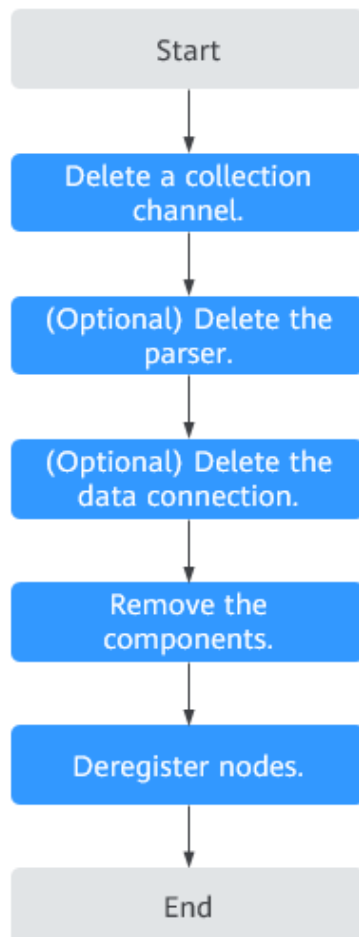 Start
Delete a collection
channel.
(Optional) Delete the
parser.
(Optional) Delete the
data connection.
Remove the
components.
Deregister nodes.
End